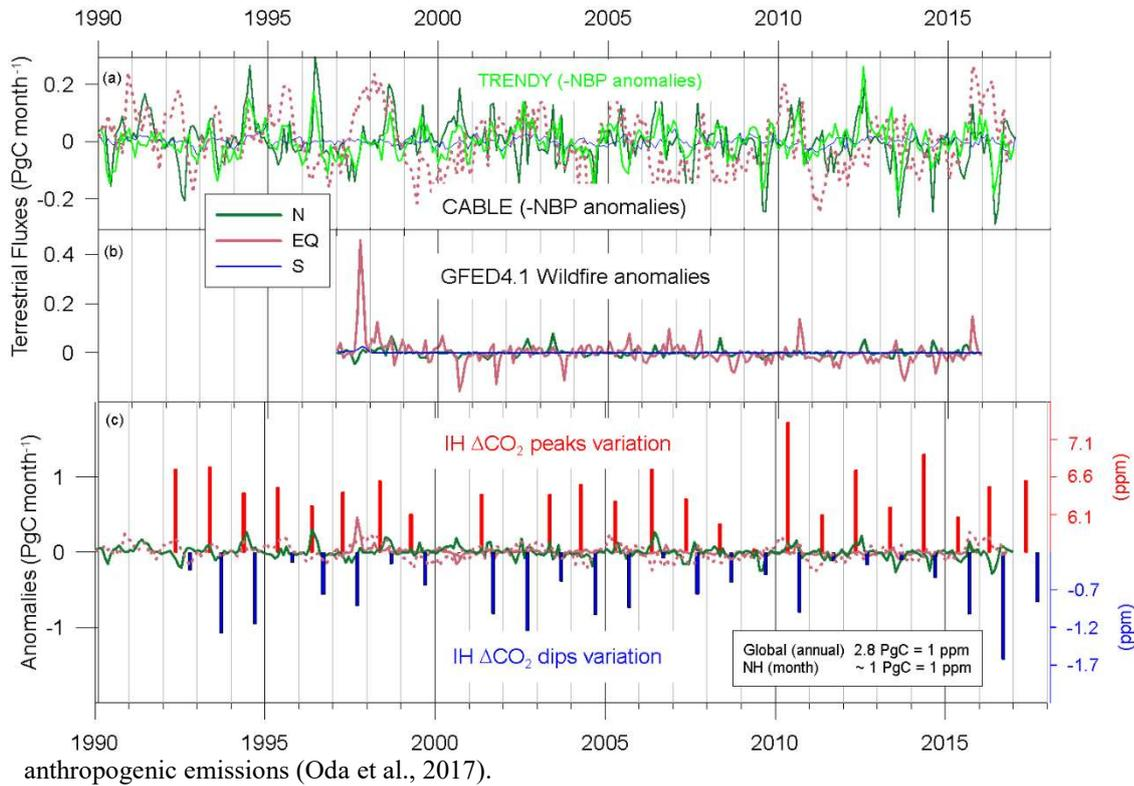 1990 1995 2000 2005 2010 2015
Terrestrial Fluxes (PgC month⁻¹)
(a)
TRENDY (-NBP anomalies)
0.2
0
-0.2
CABLE (-NBP anomalies)
N
EQ
S
(b)
GFED4.1 Wildfire anomalies
0.4
0.2
0
Anomalies (PgC month⁻¹)
(c)
IH ΔCO₂ peaks variation
1
0
-1
7.1
6.6
6.1
(ppm)
-0.7
-1.2
-1.7
(ppm)
IH ΔCO₂ dips variation
Global (annual) 2.8 PgC = 1 ppm
NH (month) ~ 1 PgC = 1 ppm
1990 1995 2000 2005 2010 2015
anthropogenic emissions (Oda et al., 2017).